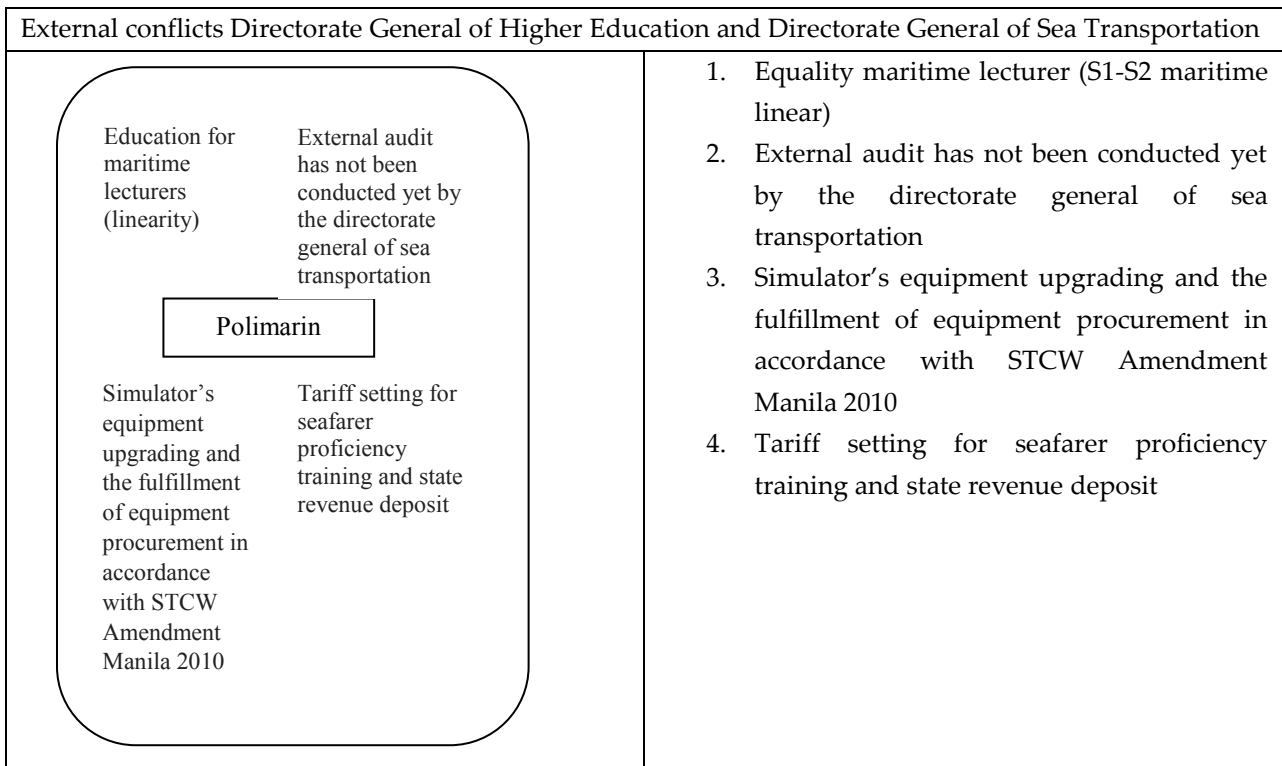 External conflicts Directorate General of Higher Education and Directorate General of Sea Transportation
Education for
maritime
lecturers
(linearity)
External audit
has not been
conducted yet by
the directorate
general of sea
transportation
Polimarin
Simulator’s
equipment
upgrading and
the fulfillment
of equipment
procurement in
accordance
with STCW
Amendment
Manila 2010
Tariff setting for
seafarer
proficiency
training and state
revenue deposit
1. Equality maritime lecturer (S1-S2 maritime
linear)
2. External audit has not been conducted yet
by the directorate general of sea
transportation
3. Simulator’s equipment upgrading and the
fulfillment of equipment procurement in
accordance with STCW Amendment
Manila 2010
4. Tariff setting for seafarer proficiency
training and state revenue deposit